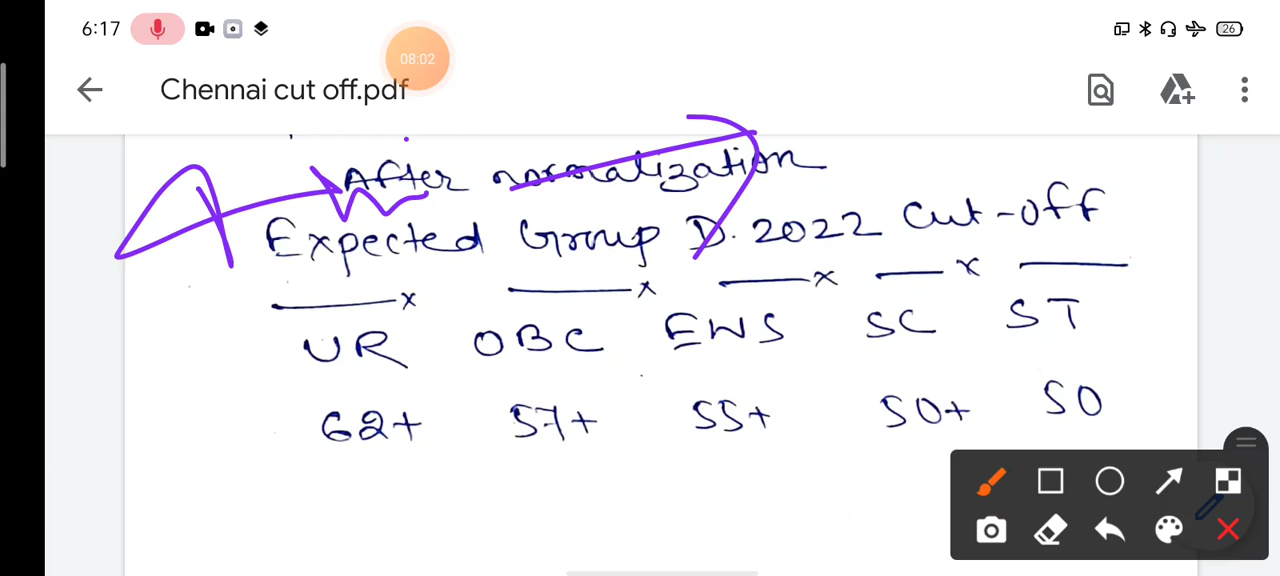 6:17
26
08:02
Chennai cut off.pdf
After normalization
Expected Group D. 2022 Cut-off
UR OBC EWS SC ST
62+ 57+ 55+ 50+ 50